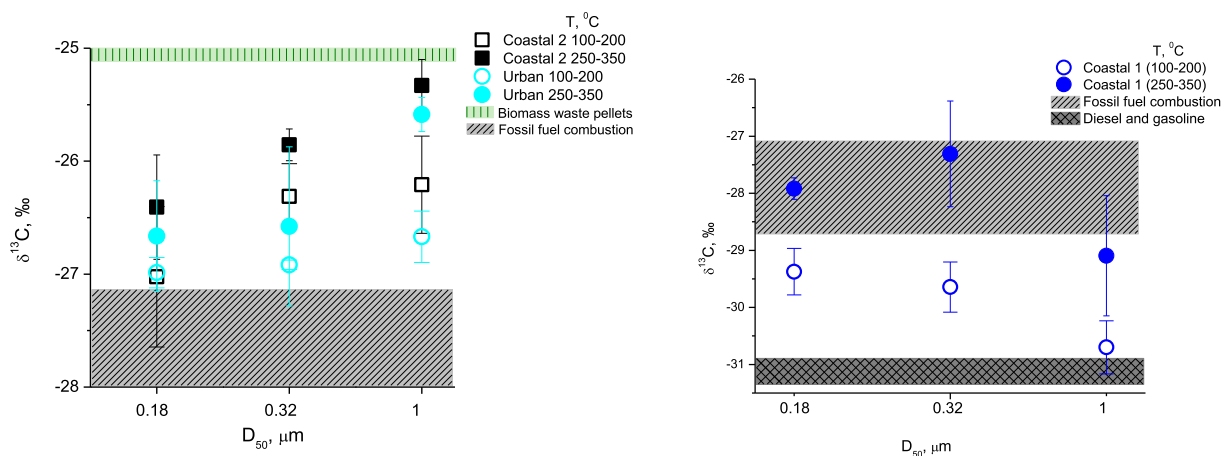 T, ⁰C
Coastal 2 100-200
Coastal 2 250-350
Urban 100-200
Urban 250-350
Biomass waste pellets
Fossil fuel combustion
-25
-26
-27
-28
δ¹³C, ‰
0.18 0.32 1
D₅₀, μm
T, ⁰C
Coastal 1 (100-200)
Coastal 1 (250-350)
Fossil fuel combustion
Diesel and gasoline
-26
-27
-28
-29
-30
-31
δ¹³C, ‰
0.18 0.32 1
D₅₀, μm